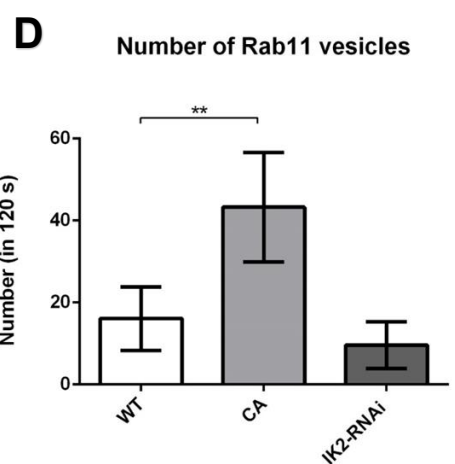 D
Number of Rab11 vesicles
**
Number (in 120 s)
60
40
20
0
WT
CA
IK2-RNAi